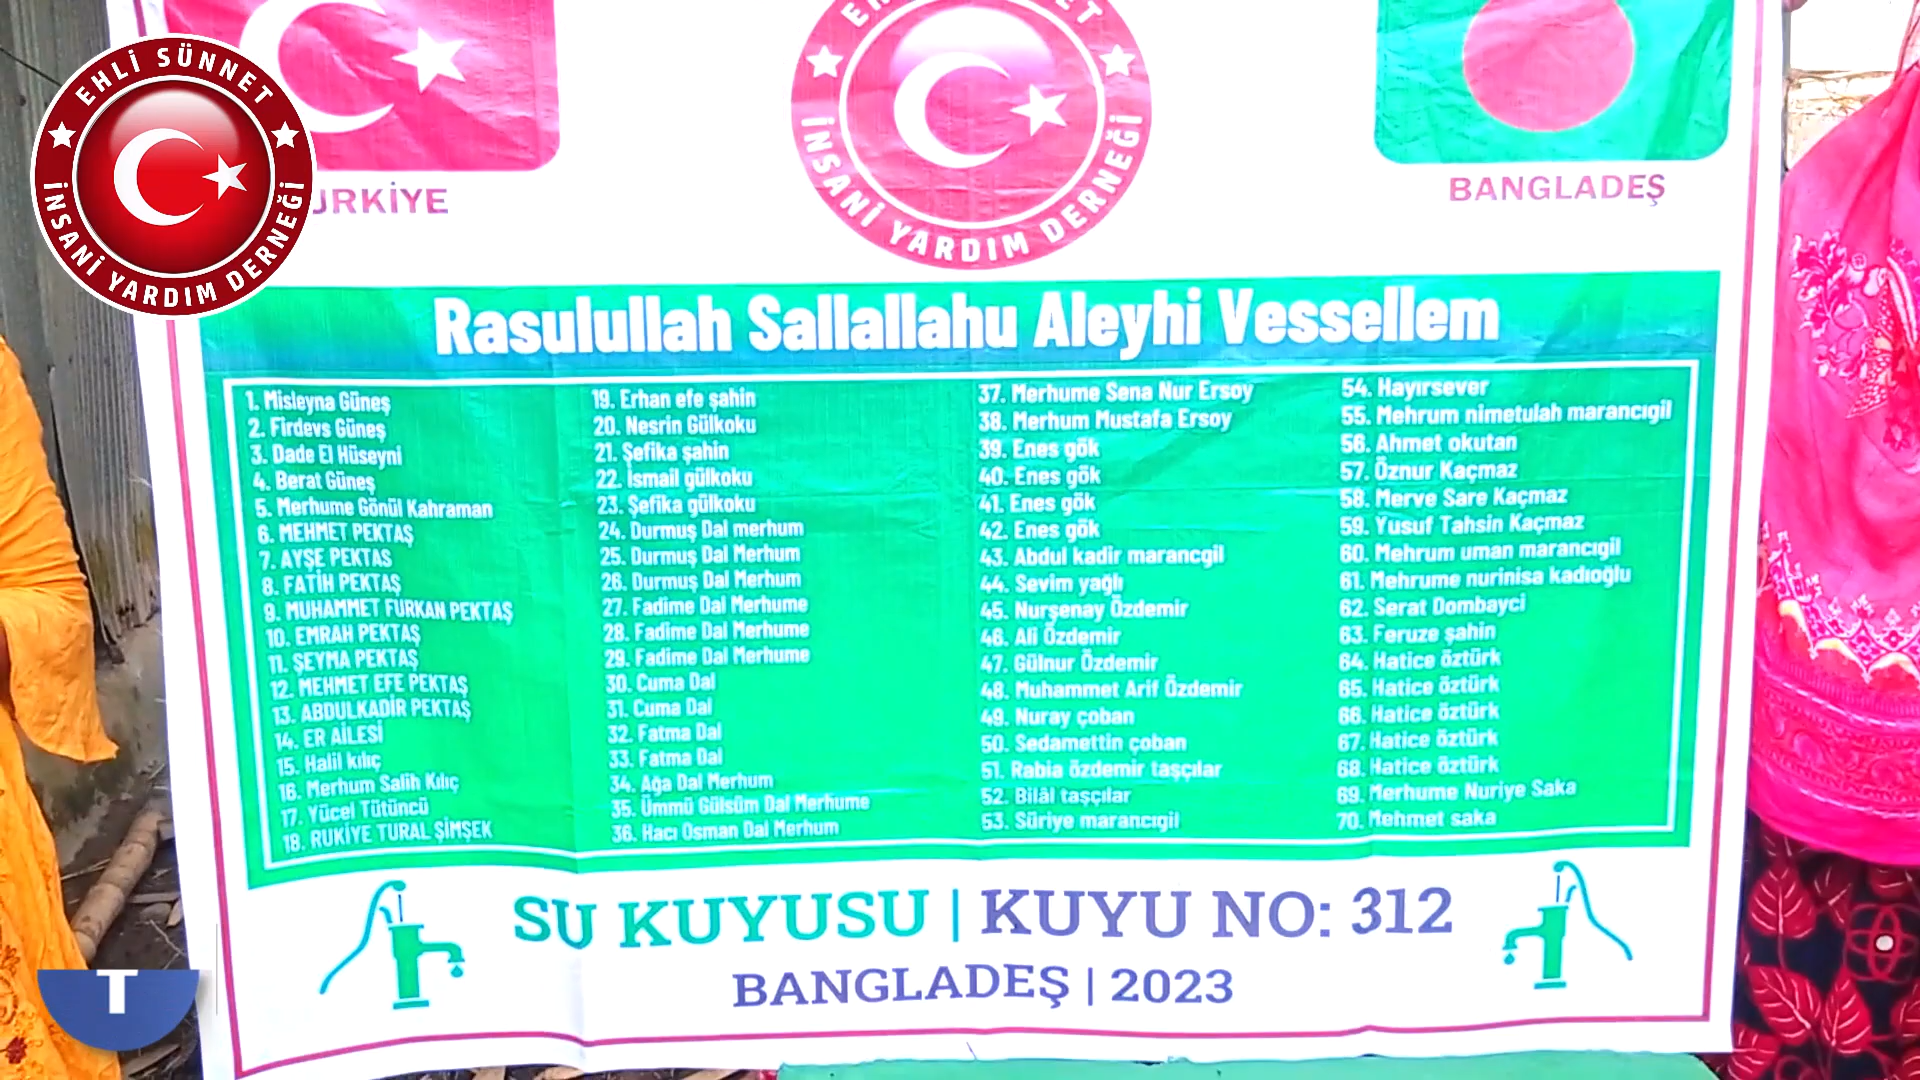 EHLİ SÜNNET
İNSANİ YARDIM DERNEĞİ
İNSANİ YARDIM DERNEĞİ
BANGLADEŞ
Rasulullah Sallallahu Aleyhi Vessellem
1. Misleyna Güneş
2. Firdevs Güneş
3. Dade El Hüseyni
4. Berat Güneş
5. Merhume Gönül Kahraman
6. MEHMET PEKTAŞ
7. AYŞE PEKTAS
8. FATİH PEKTAŞ
9. MUHAMMET FURKAN PEKTAŞ
10. EMRAH PEKTAŞ
11. ŞEYMA PEKTAŞ
12. MEHMET EFE PEKTAŞ
13. ABDULKADİR PEKTAŞ
14. ER AİLESİ
15. Halil kılıç
16. Merhum Salih Kılıç
17. Yücel Tütüncü
18. RUKİYE TURAL ŞİMŞEK
19. Erhan efe şahin
20. Nesrin Gülkoku
21. Şefika şahin
22. İsmail gülkoku
23. Şefika gülkoku
24. Durmuş Dal merhum
25. Durmuş Dal Merhum
26. Durmuş Dal Merhum
27. Fadime Dal Merhume
28. Fadime Dal Merhume
29. Fadime Dal Merhume
30. Cuma Dal
31. Cuma Dal
32. Fatma Dal
33. Fatma Dal
34. Ağa Dal Merhum
35. Ümmü Gülsüm Dal Merhume
36. Hacı Osman Dal Merhum
37. Merhume Sena Nur Ersoy
38. Merhum Mustafa Ersoy
39. Enes gök
40. Enes gök
41. Enes gök
42. Enes gök
43. Abdul kadir marancgil
44. Sevim yağlı
45. Nurşenay Özdemir
46. Ali Özdemir
47. Gülnur Özdemir
48. Muhammet Arif Özdemir
49. Nuray çoban
50. Sedamettin çoban
51. Rabia özdemir taşçılar
52. Bilâl taşçılar
53. Süriye marancıgil
54. Hayırsever
55. Mehrum nimetulah marancıgil
56. Ahmet okutan
57. Öznur Kaçmaz
58. Merve Sare Kaçmaz
59. Yusuf Tahsin Kaçmaz
60. Mehrum uman marancıgil
61. Mehrume nurinisa kadıoğlu
62. Serat Dombayci
63. Feruze şahin
64. Hatice öztürk
65. Hatice öztürk
66. Hatice öztürk
67. Hatice öztürk
68. Hatice öztürk
69. Merhume Nuriye Saka
70. Mehmet saka
SU KUYUSU | KUYU NO: 312
BANGLADEŞ | 2023
T